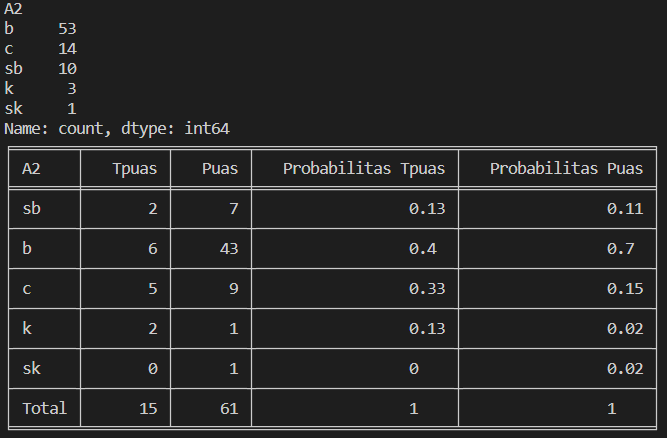 A2
b 53
c 14
sb 10
k 3
sk 1
Name: count, dtype: int64
A2 Tpuas Puas Probabilitas Tpuas Probabilitas Puas
sb 2 7 0.13 0.11
b 6 43 0.4 0.7
c 5 9 0.33 0.15
k 2 1 0.13 0.02
sk 0 1 0 0.02
Total 15 61 1 1